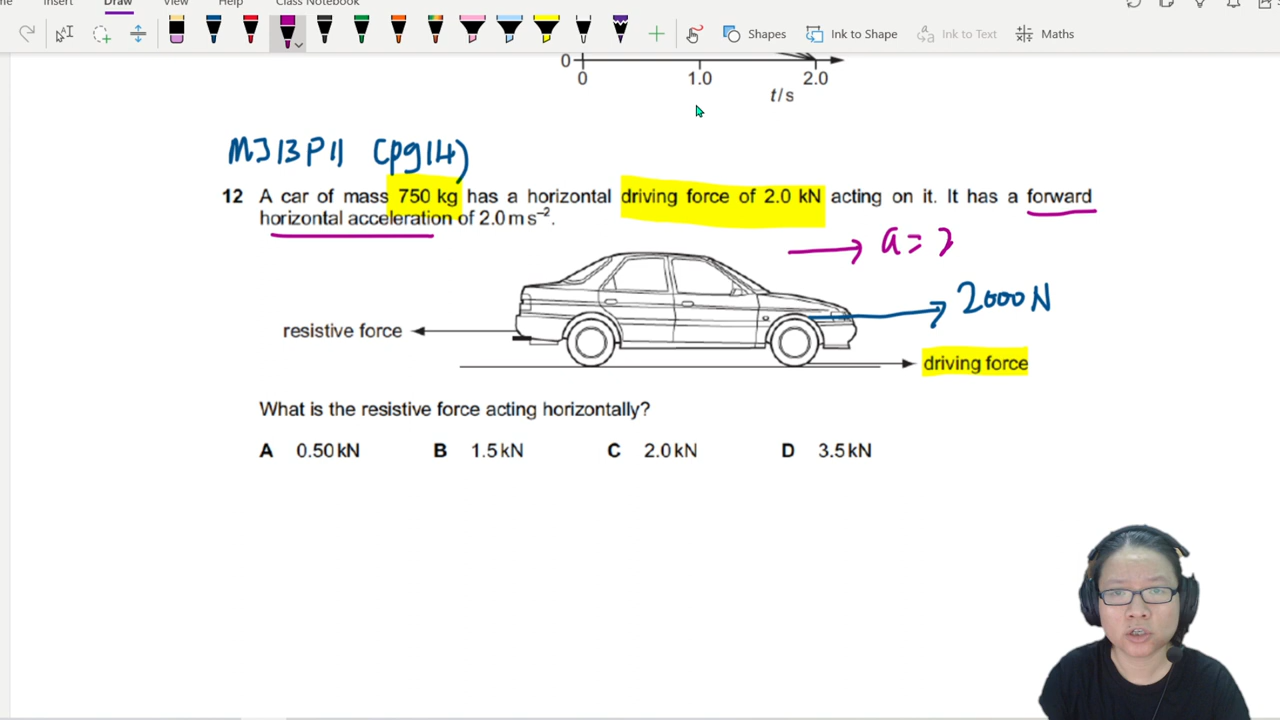 me Insert Draw View Help Class Notebook
Shapes Ink to Shape Ink to Text Maths
0
0 1.0 2.0
t/s
MJ13P11 (pg14)
12 A car of mass 750 kg has a horizontal driving force of 2.0 kN acting on it. It has a forward
horizontal acceleration of 2.0 m s⁻².
a = 2
2000 N
resistive force
driving force
What is the resistive force acting horizontally?
A 0.50 kN B 1.5 kN C 2.0 kN D 3.5 kN